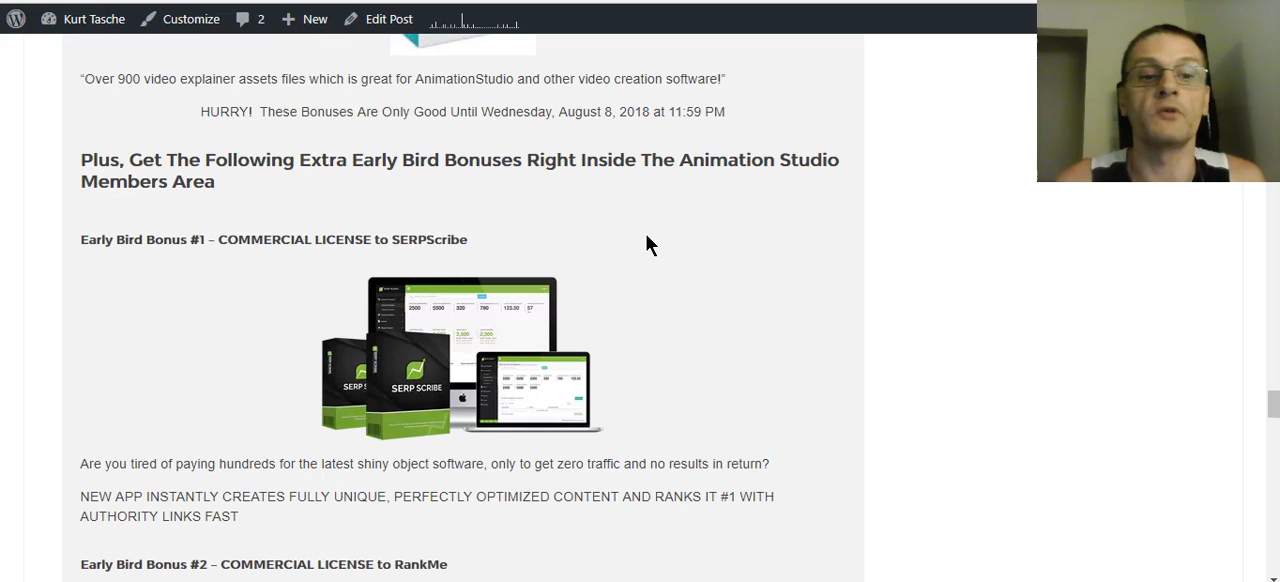 Kurt Tasche Customize 2 New Edit Post
“Over 900 video explainer assets files which is great for AnimationStudio and other video creation software!”
HURRY! These Bonuses Are Only Good Until Wednesday, August 8, 2018 at 11:59 PM
Plus, Get The Following Extra Early Bird Bonuses Right Inside The Animation Studio
Members Area
Early Bird Bonus #1 – COMMERCIAL LICENSE to SERPScribe
SERP SCRIBE
Are you tired of paying hundreds for the latest shiny object software, only to get zero traffic and no results in return?
NEW APP INSTANTLY CREATES FULLY UNIQUE, PERFECTLY OPTIMIZED CONTENT AND RANKS IT #1 WITH
AUTHORITY LINKS FAST
Early Bird Bonus #2 – COMMERCIAL LICENSE to RankMe